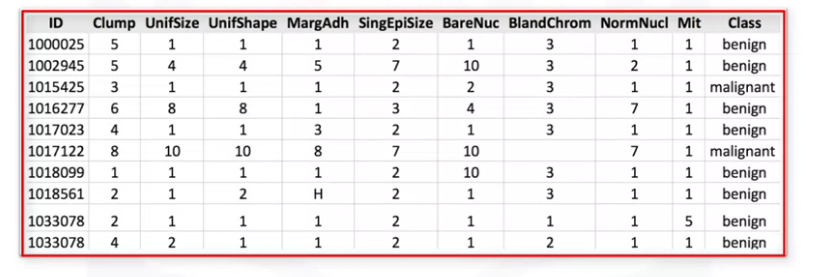 ID Clump UnifSize UnifShape MargAdh SingEpiSize BareNuc BlandChrom NormNucl Mit Class
1000025 5 1 1 1 2 1 3 1 1 benign
1002945 5 4 4 5 7 10 3 2 1 benign
1015425 3 1 1 1 2 2 3 1 1 malignant
1016277 6 8 8 1 3 4 3 7 1 benign
1017023 4 1 1 3 2 1 3 1 1 benign
1017122 8 10 10 8 7 10 7 1 malignant
1018099 1 1 1 1 2 10 3 1 1 benign
1018561 2 1 2 H 2 1 3 1 1 benign
1033078 2 1 1 1 2 1 1 1 5 benign
1033078 4 2 1 1 2 1 2 1 1 benign